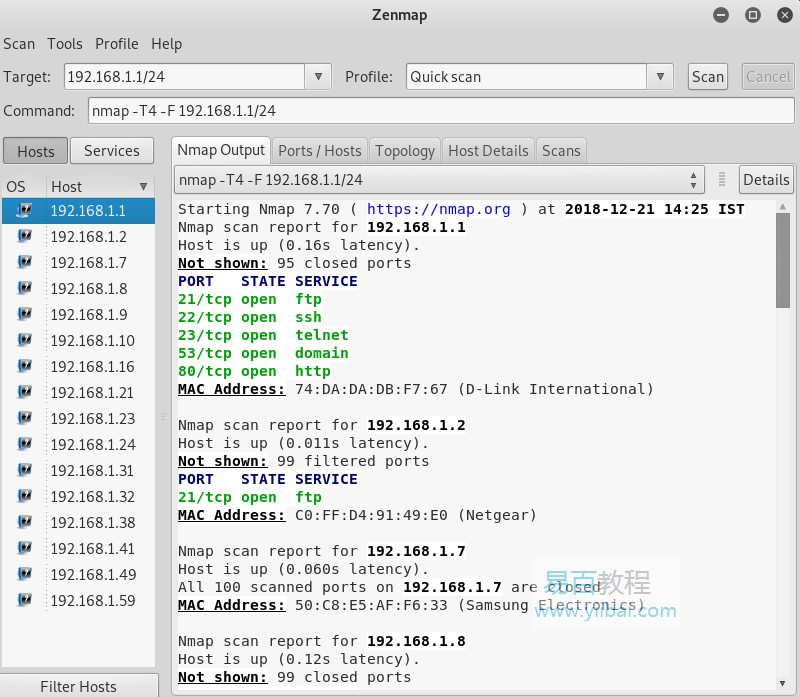 Zenmap
Scan Tools Profile Help
Target: 192.168.1.1/24 Profile: Quick scan Scan Cancel
Command: nmap -T4 -F 192.168.1.1/24
Hosts Services
OS Host
192.168.1.1
192.168.1.2
192.168.1.7
192.168.1.8
192.168.1.9
192.168.1.10
192.168.1.16
192.168.1.21
192.168.1.23
192.168.1.24
192.168.1.31
192.168.1.32
192.168.1.38
192.168.1.41
192.168.1.49
192.168.1.59
Filter Hosts
Nmap Output Ports / Hosts Topology Host Details Scans
nmap -T4 -F 192.168.1.1/24 Details
Starting Nmap 7.70 ( https://nmap.org ) at 2018-12-21 14:25 IST
Nmap scan report for 192.168.1.1
Host is up (0.16s latency).
Not shown: 95 closed ports
PORT STATE SERVICE
21/tcp open ftp
22/tcp open ssh
23/tcp open telnet
53/tcp open domain
80/tcp open http
MAC Address: 74:DA:DA:DB:F7:67 (D-Link International)
Nmap scan report for 192.168.1.2
Host is up (0.011s latency).
Not shown: 99 filtered ports
PORT STATE SERVICE
21/tcp open ftp
MAC Address: C0:FF:D4:91:49:E0 (Netgear)
Nmap scan report for 192.168.1.7
Host is up (0.060s latency).
All 100 scanned ports on 192.168.1.7 are closed
MAC Address: 50:C8:E5:AF:F6:33 (Samsung Electronics)
易百教程
www.yiibai.com
Nmap scan report for 192.168.1.8
Host is up (0.12s latency).
Not shown: 99 closed ports